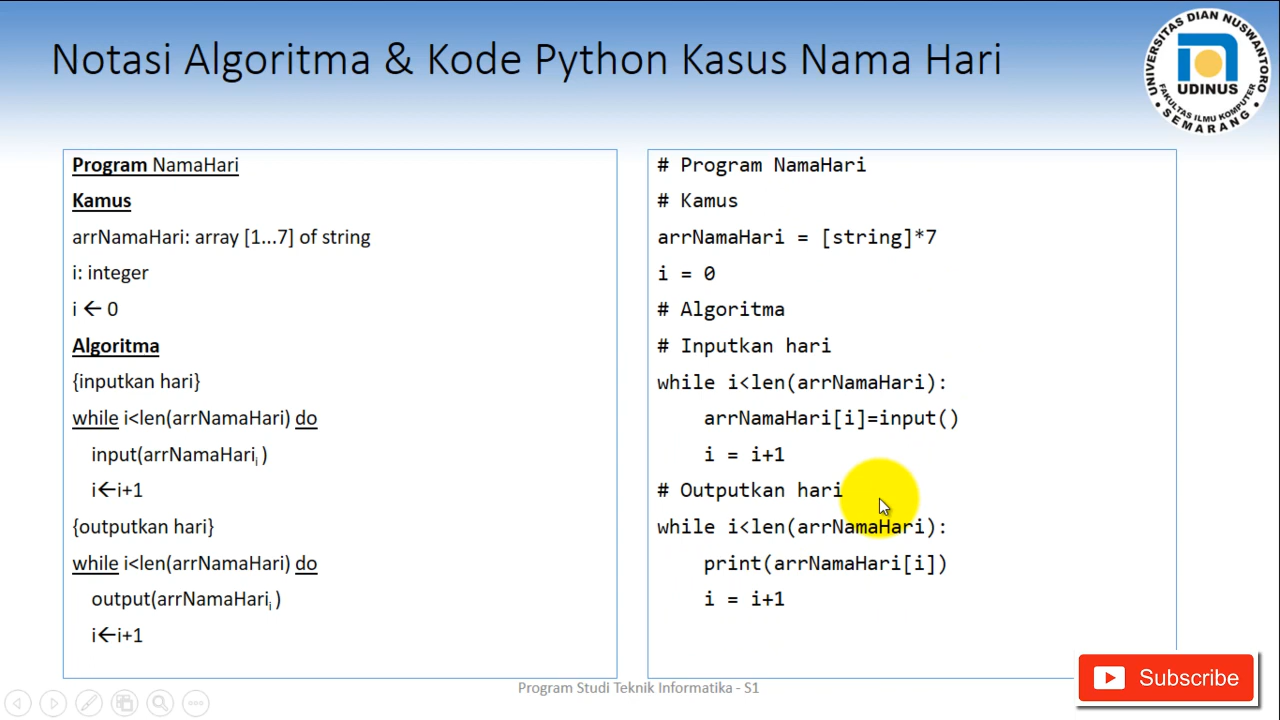 Notasi Algoritma & Kode Python Kasus Nama Hari
UNIVERSITAS DIAN NUSWANTORO
UDINUS
FAKULTAS ILMU KOMPUTER
SEMARANG
Program NamaHari
Kamus
arrNamaHari: array [1...7] of string
i: integer
i ← 0
Algoritma
{inputkan hari}
while i<len(arrNamaHari) do
input(arrNamaHariᵢ )
i←i+1
{outputkan hari}
while i<len(arrNamaHari) do
output(arrNamaHariᵢ )
i←i+1
# Program NamaHari
# Kamus
arrNamaHari = [string]*7
i = 0
# Algoritma
# Inputkan hari
while i<len(arrNamaHari):
arrNamaHari[i]=input()
i = i+1
# Outputkan hari
while i<len(arrNamaHari):
print(arrNamaHari[i])
i = i+1
Program Studi Teknik Informatika - S1
Subscribe